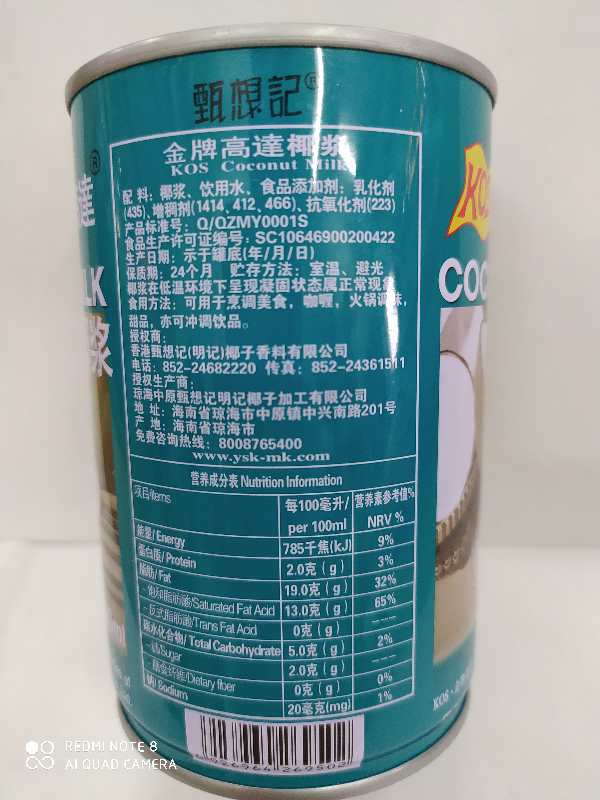 甄想記®
金牌高達椰漿
KOS Coconut Milk
配 料：椰浆、饮用水、食品添加剂：乳化剂
(435)、增稠剂(1414, 412, 466)、抗氧化剂(223)
产品标准号：Q/QZMY0001S
食品生产许可证编号：SC10646900200422
生产日期：示于罐底(年/月/日)
保质期：24个月 贮存方法：室温、避光
椰浆在低温环境下呈现凝固状态属正常现象
食用方法：可用于烹调美食，咖喱，火锅调味，
甜品，亦可冲调饮品。
授权商：
香港甄想记(明记)椰子香料有限公司
电话：852-24682220 传真：852-24361511
授权生产商：
琼海中原甄想记明记椰子加工有限公司
地 址：海南省琼海市中原镇中兴南路201号
产 地：海南省琼海市
免费咨询热线：8008765400
www.ysk-mk.com
营养成分表 Nutrition Information
项目/Items 每100毫升/ per 100ml 营养素参考值% NRV %
能量/Energy 785千焦(kJ) 9%
蛋白质/Protein 2.0克（g） 3%
脂肪/Fat 19.0克（g） 32%
-饱和脂肪酸/Saturated Fat Acid 13.0克（g） 65%
-反式脂肪酸/Trans Fat Acid 0克（g） ---
碳水化合物/Total Carbohydrate 5.0克（g） 2%
-糖/Sugar 2.0克（g） ---
-膳食纤维/Dietary fiber 0克（g） 0%
钠/Sodium 20毫克(mg) 1%
6926964269502
達®
LK
浆
ml
KOS
COC
KOS
REDMI NOTE 8
AI QUAD CAMERA